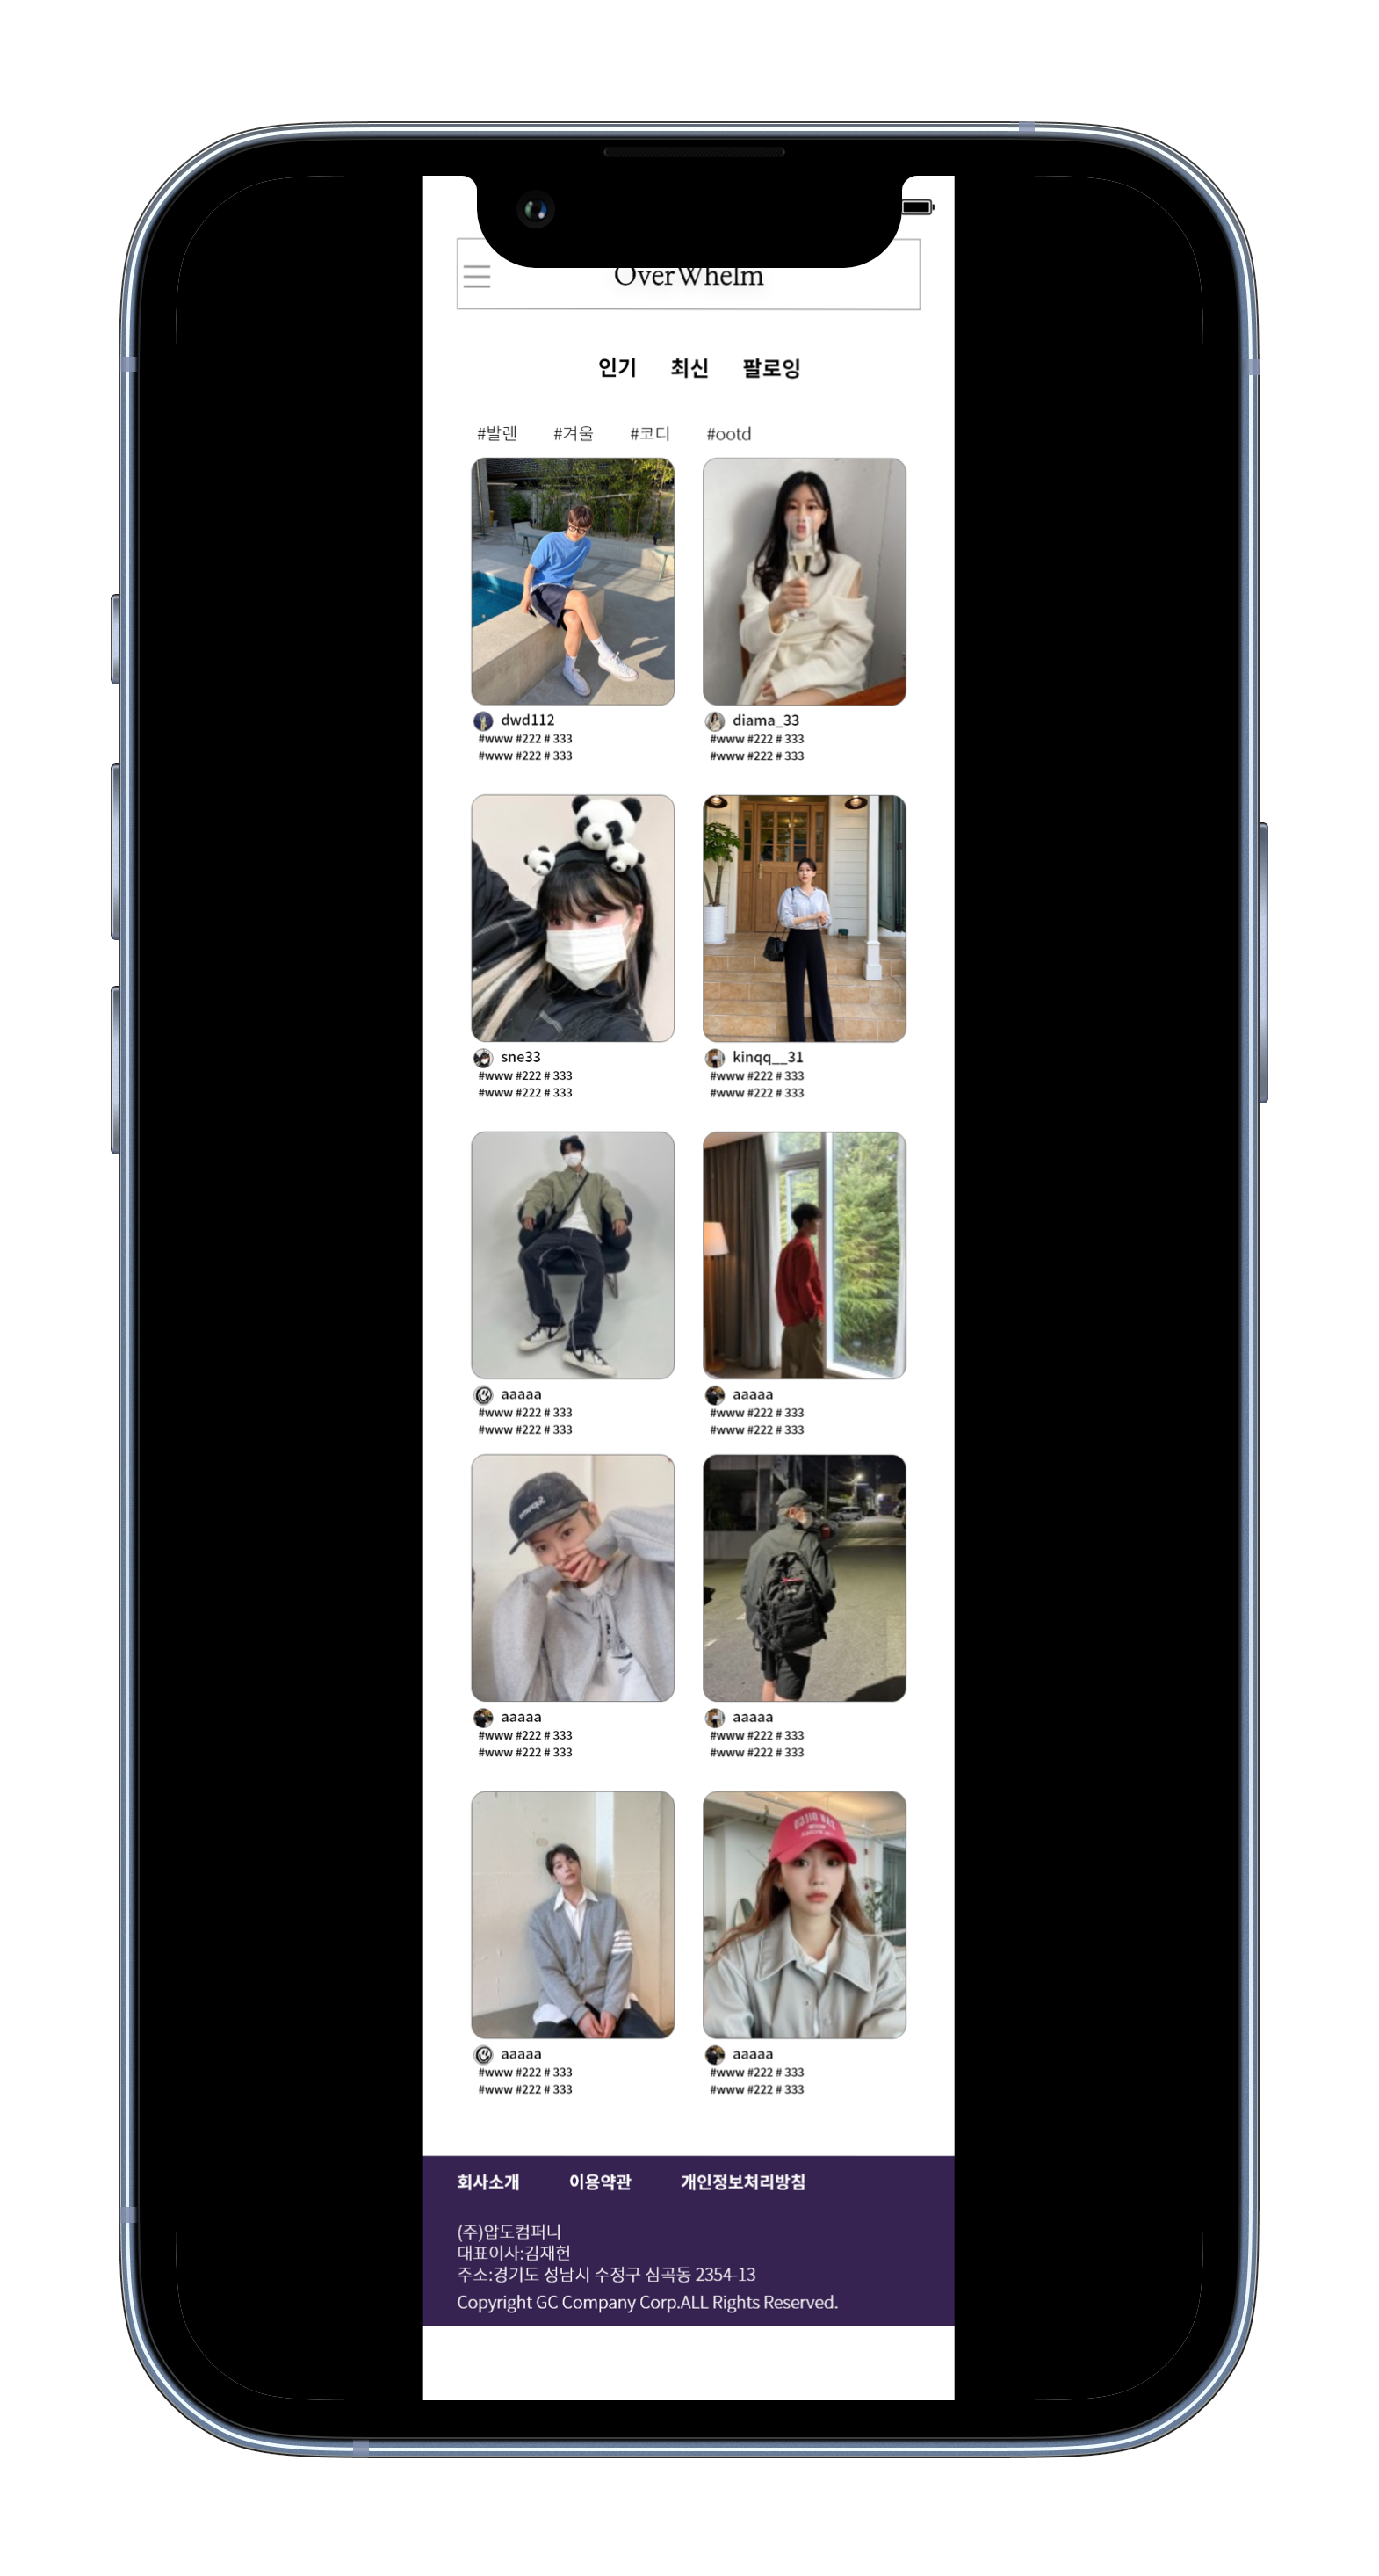 OverWhelm
인기 최신 팔로잉
#발렌 #겨울 #코디 #ootd
dwd112 diama_33
#www #222 # 333 #www #222 # 333
#www #222 # 333 #www #222 # 333
sne33 kinqq__31
#www #222 # 333 #www #222 # 333
#www #222 # 333 #www #222 # 333
aaaaa aaaaa
#www #222 # 333 #www #222 # 333
#www #222 # 333 #www #222 # 333
aaaaa aaaaa
#www #222 # 333 #www #222 # 333
#www #222 # 333 #www #222 # 333
aaaaa aaaaa
#www #222 # 333 #www #222 # 333
#www #222 # 333 #www #222 # 333
회사소개 이용약관 개인정보처리방침
(주)압도컴퍼니
대표이사:김재헌
주소:경기도 성남시 수정구 심곡동 2354-13
Copyright GC Company Corp.ALL Rights Reserved.